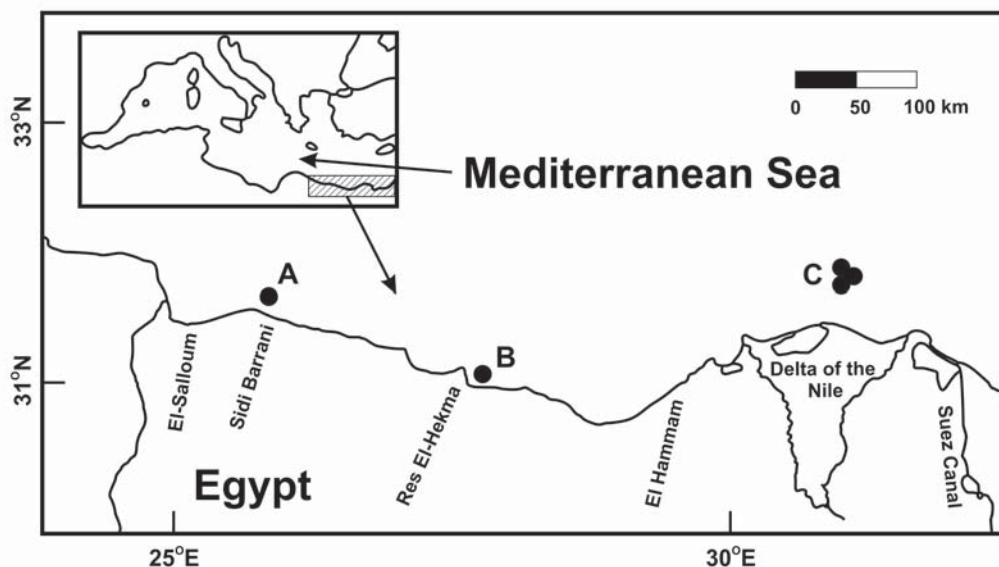 0 50 100 km
33°N
Mediterranean Sea
A
C
B
31°N
El-Salloum
Sidi Barrani
Res El-Hekma
El Hammam
Delta of the
Nile
Suez Canal
Egypt
25°E
30°E